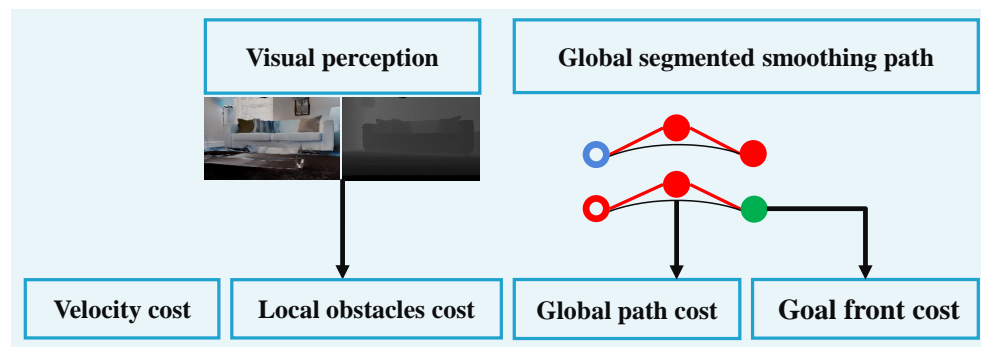 Visual perception
Global segmented smoothing path
Velocity cost
Local obstacles cost
Global path cost
Goal front cost